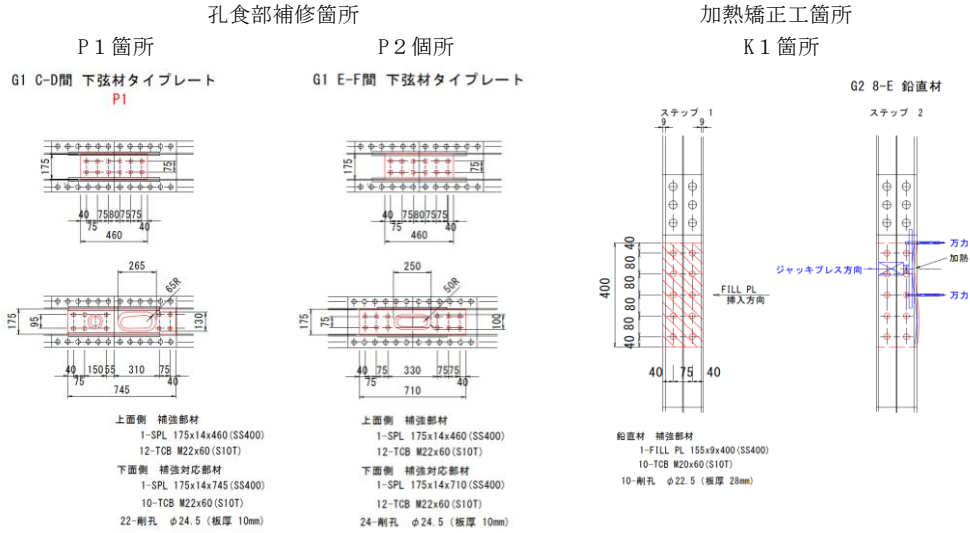 孔食部補修箇所
加熱矯正工箇所
P１箇所
P２個所
K１箇所
G1 C-D間 下弦材タイプレート
P1
G1 E-F間 下弦材タイプレート
G2 8-E 鉛直材
ステップ 1
ステップ 2
9
9
175
75
40
75
75
80
75
75
40
460
175
75
40
75
75
80
75
75
40
460
265
65R
175
95
130
40
75
150
55
310
75
40
745
250
50R
175
75
100
40
75
75
330
75
75
40
710
400
40
80
80
80
80
40
40
75
40
FILL PL
挿入方向
ジャッキプレス方向
万力
加熱
万力
上面側 補強部材
1-SPL 175x14x460(SS400)
12-TCB M22x60(S10T)
下面側 補強対応部材
1-SPL 175x14x745(SS400)
10-TCB M22x60(S10T)
22-削孔 φ24.5 (板厚 10mm)
上面側 補強部材
1-SPL 175x14x460(SS400)
12-TCB M22x60(S10T)
下面側 補強対応部材
1-SPL 175x14x710(SS400)
12-TCB M22x60(S10T)
24-削孔 φ24.5 (板厚 10mm)
鉛直材 補強部材
1-FILL PL 155x9x400(SS400)
10-TCB M20x60(S10T)
10-削孔 φ22.5 (板厚 28mm)